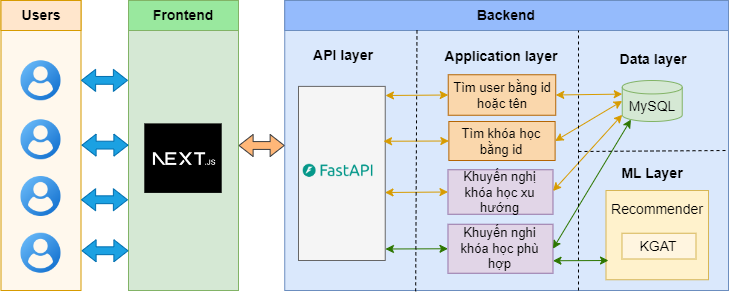 Users
Frontend
Backend
API layer
Application layer
Data layer
NEXT.JS
FastAPI
Tìm user bằng id
hoặc tên
Tìm khóa học
bằng id
Khuyến nghị
khóa học xu
hướng
Khuyến nghị
khóa học phù
hợp
MySQL
ML Layer
Recommender
KGAT